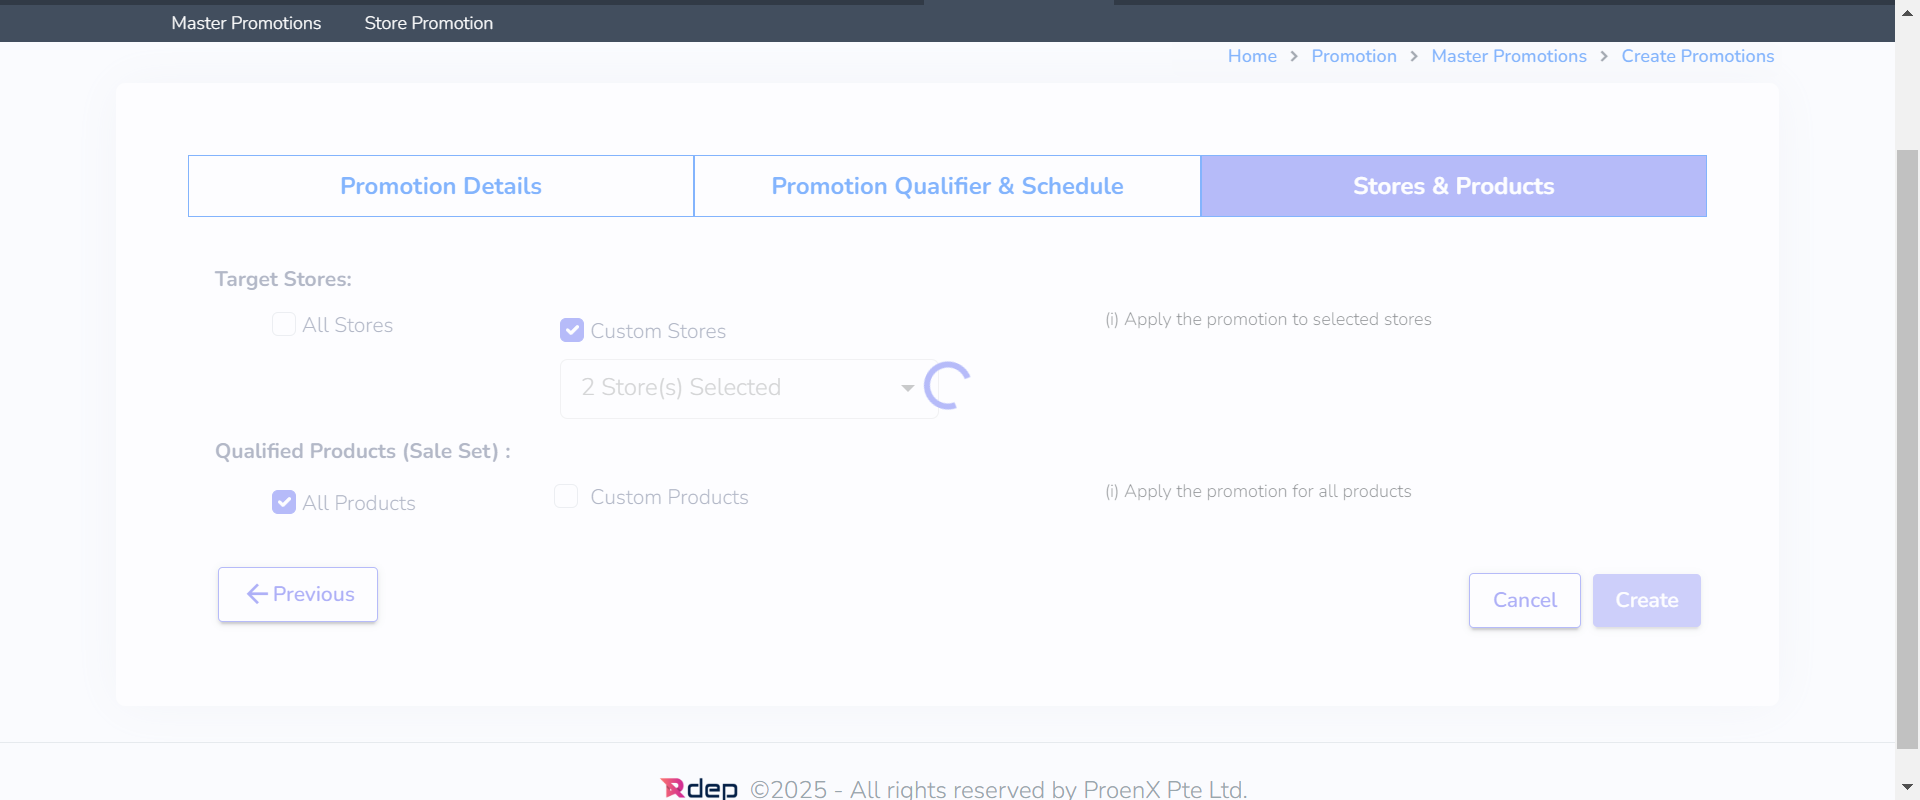 Master Promotions Store Promotion
Home > Promotion > Master Promotions > Create Promotions
Promotion Details Promotion Qualifier & Schedule Stores & Products
Target Stores:
All Stores Custom Stores (i) Apply the promotion to selected stores
2 Store(s) Selected
Qualified Products (Sale Set) :
All Products Custom Products (i) Apply the promotion for all products
Previous Cancel Create
Rdep ©2025 - All rights reserved by ProenX Pte Ltd.